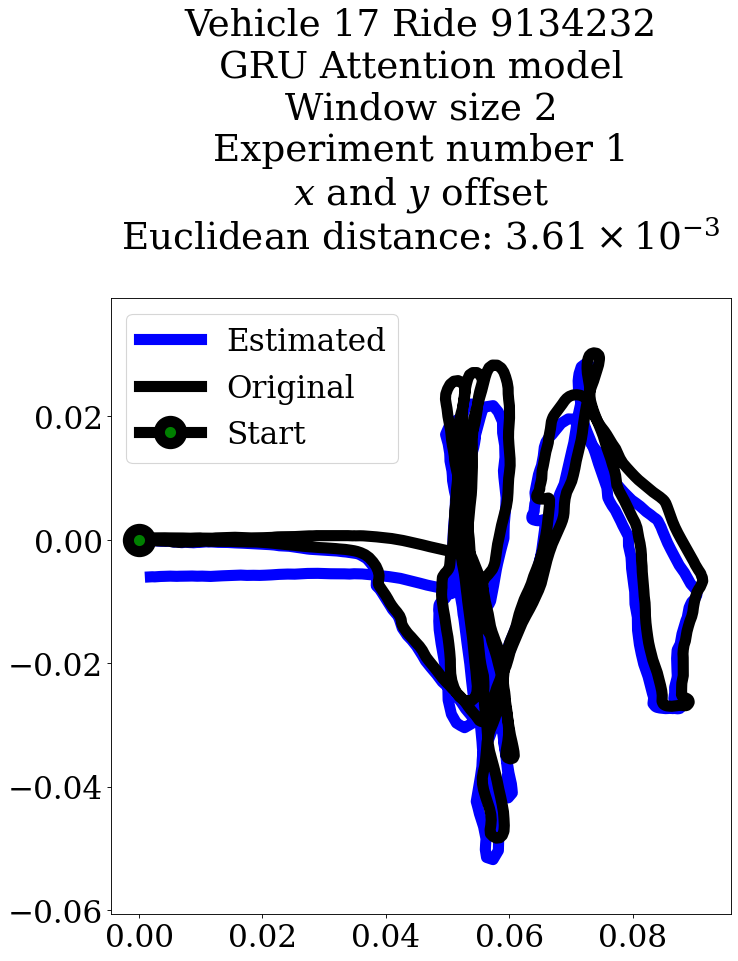 Vehicle 17 Ride 9134232
GRU Attention model
Window size 2
Experiment number 1
x and y offset
Euclidean distance: 3.61 × 10⁻³
Estimated
Original
Start
0.02
0.00
−0.02
−0.04
−0.06
0.00 0.02 0.04 0.06 0.08